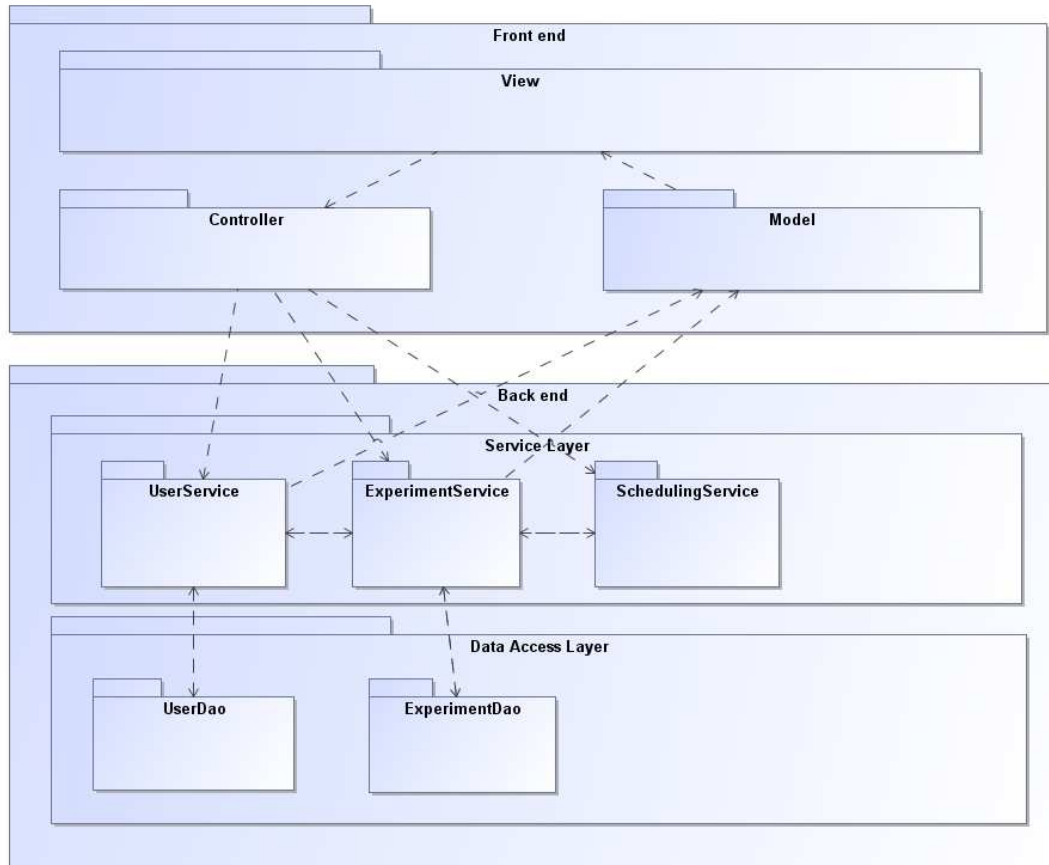 Front end
View
Controller
Model
Back end
Service Layer
UserService
ExperimentService
SchedulingService
Data Access Layer
UserDao
ExperimentDao